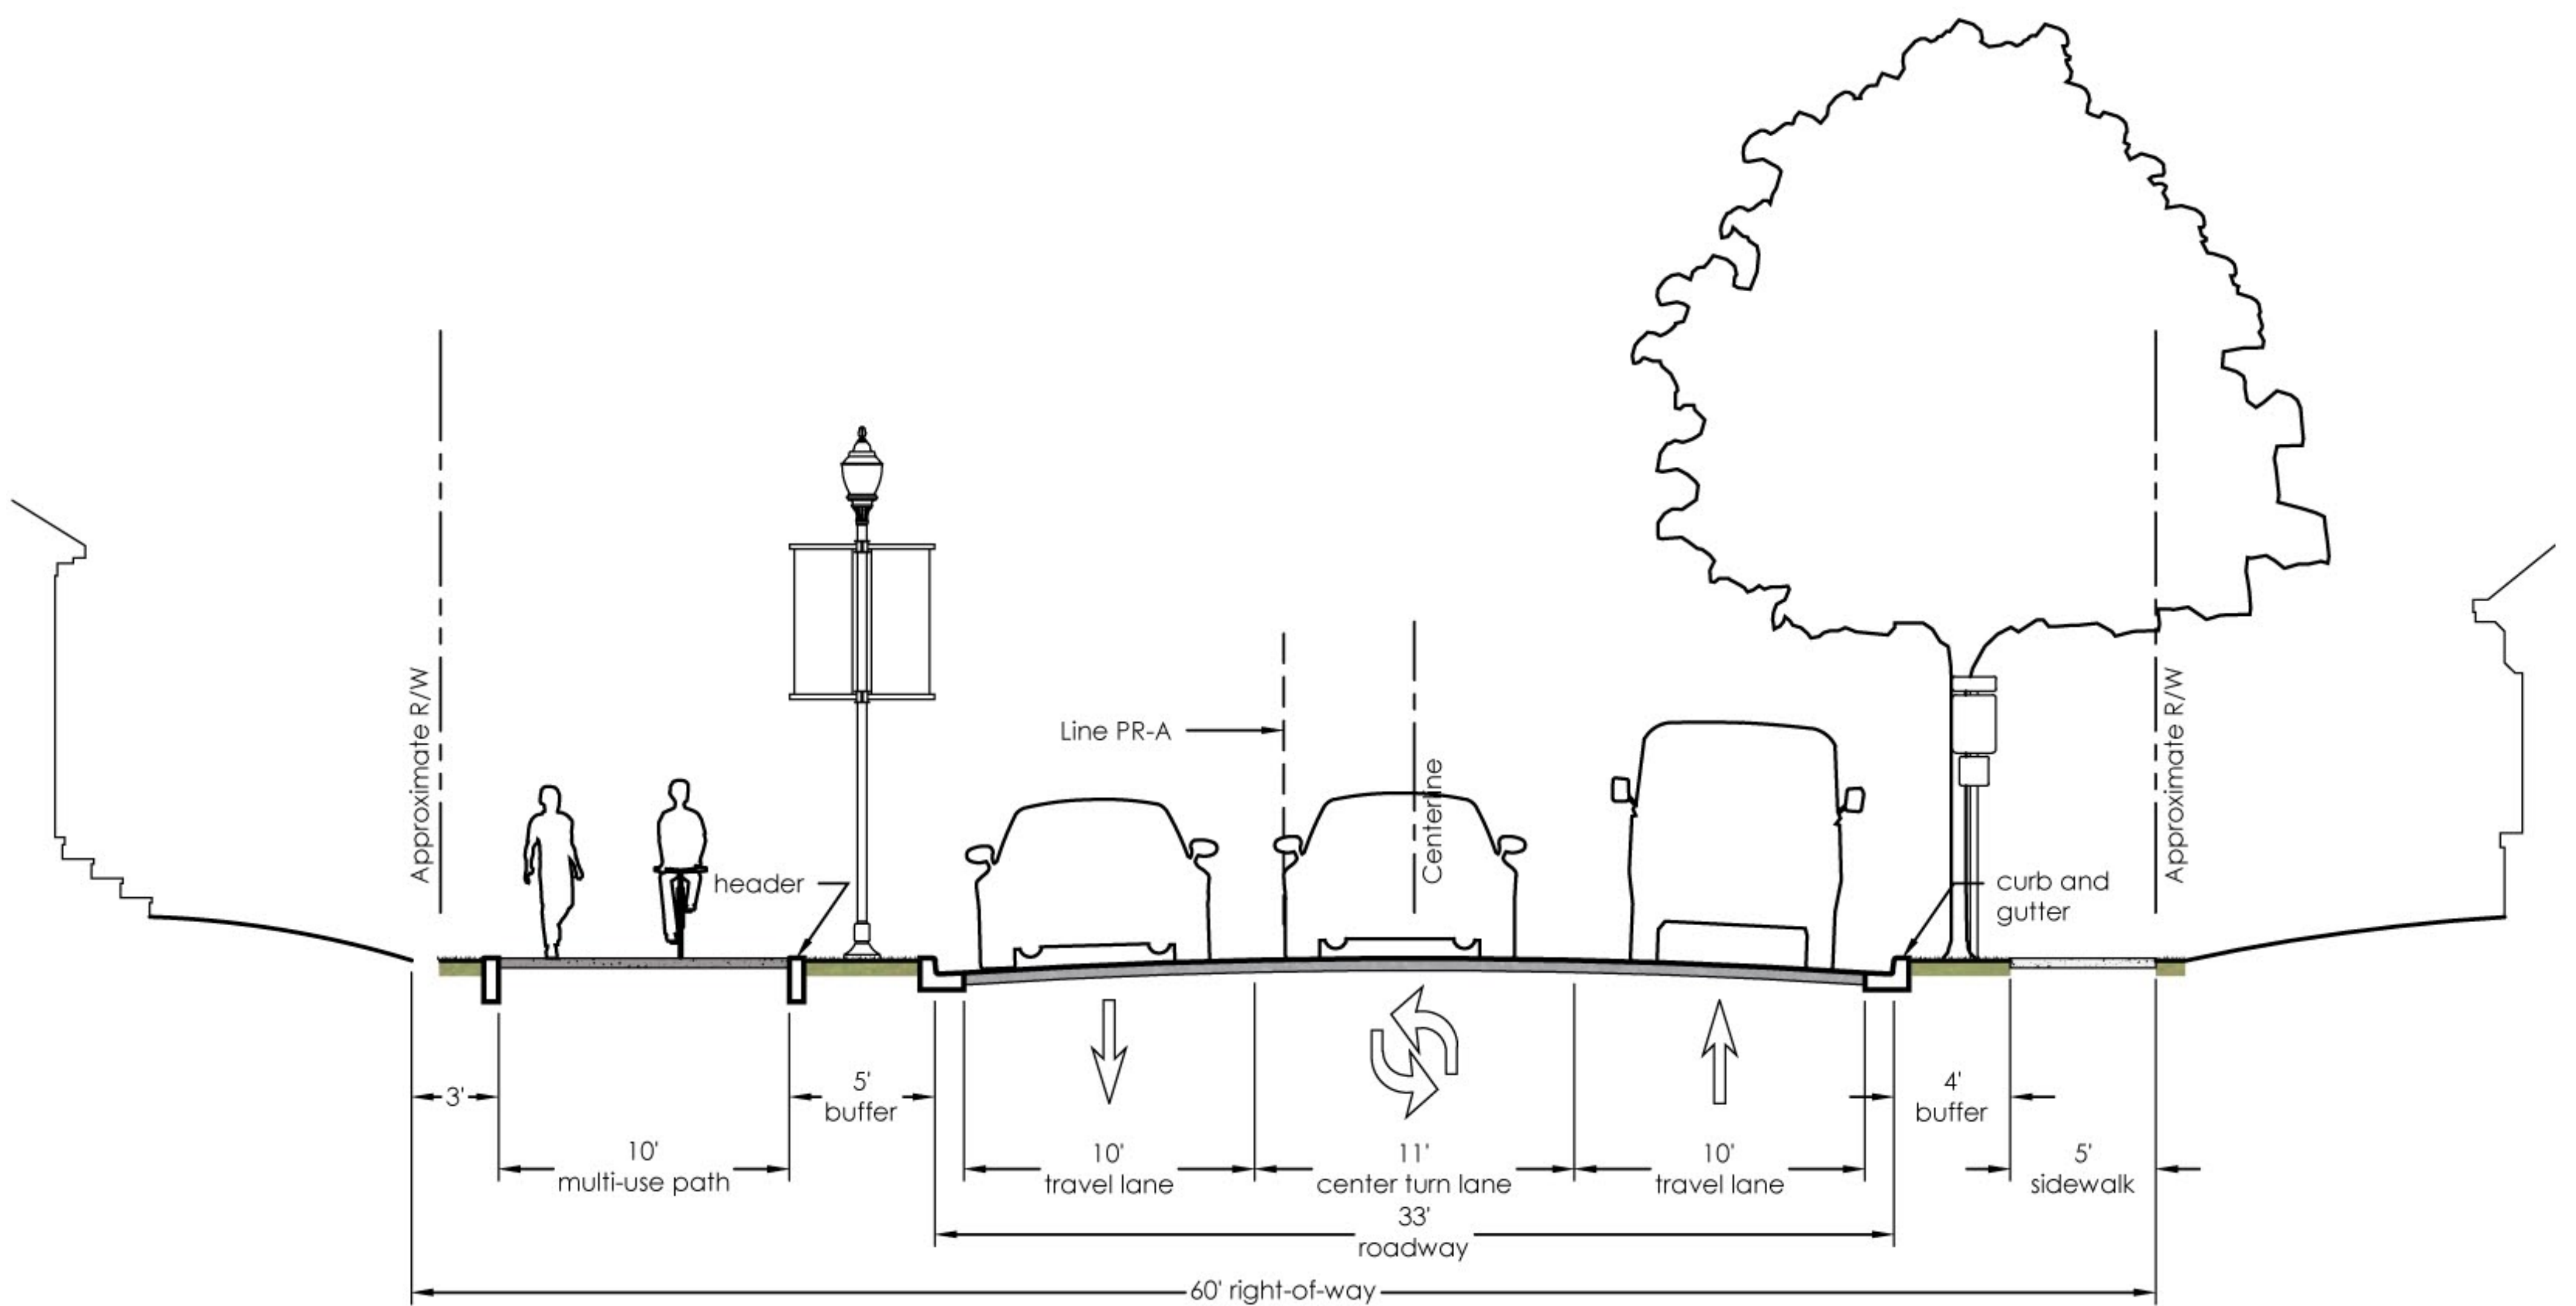 Approximate R/W
Line PR-A
Centerline
Approximate R/W
header
curb and
gutter
3'
5'
buffer
4'
buffer
10'
multi-use path
10'
travel lane
11'
center turn lane
10'
travel lane
5'
sidewalk
33'
roadway
60' right-of-way